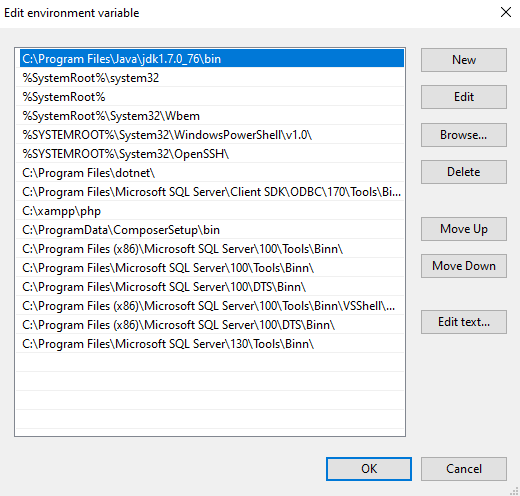 Edit environment variable
C:\Program Files\Java\jdk1.7.0_76\bin
%SystemRoot%\system32
%SystemRoot%
%SystemRoot%\System32\Wbem
%SYSTEMROOT%\System32\WindowsPowerShell\v1.0\
%SYSTEMROOT%\System32\OpenSSH\
C:\Program Files\dotnet\
C:\Program Files\Microsoft SQL Server\Client SDK\ODBC\170\Tools\Bi...
C:\xampp\php
C:\ProgramData\ComposerSetup\bin
C:\Program Files (x86)\Microsoft SQL Server\100\Tools\Binn\
C:\Program Files\Microsoft SQL Server\100\Tools\Binn\
C:\Program Files\Microsoft SQL Server\100\DTS\Binn\
C:\Program Files (x86)\Microsoft SQL Server\100\Tools\Binn\VSShell\...
C:\Program Files (x86)\Microsoft SQL Server\100\DTS\Binn\
C:\Program Files\Microsoft SQL Server\130\Tools\Binn\
New
Edit
Browse...
Delete
Move Up
Move Down
Edit text...
OK
Cancel